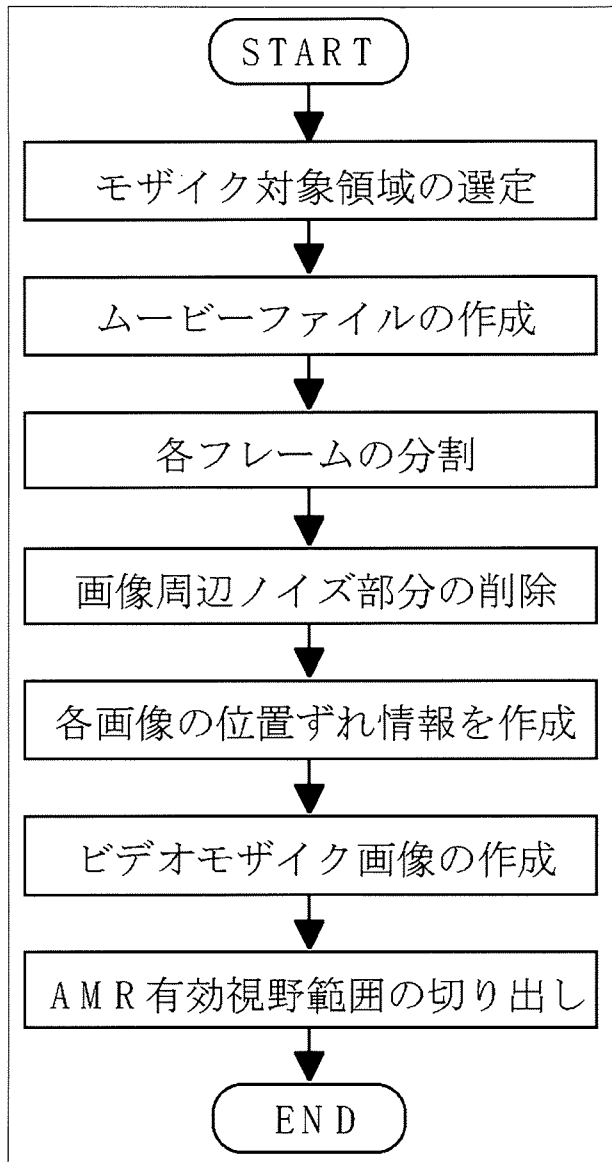 START
モザイク対象領域の選定
ムービーファイルの作成
各フレームの分割
画像周辺ノイズ部分の削除
各画像の位置ずれ情報を作成
ビデオモザイク画像の作成
AMR有効視野範囲の切り出し
END